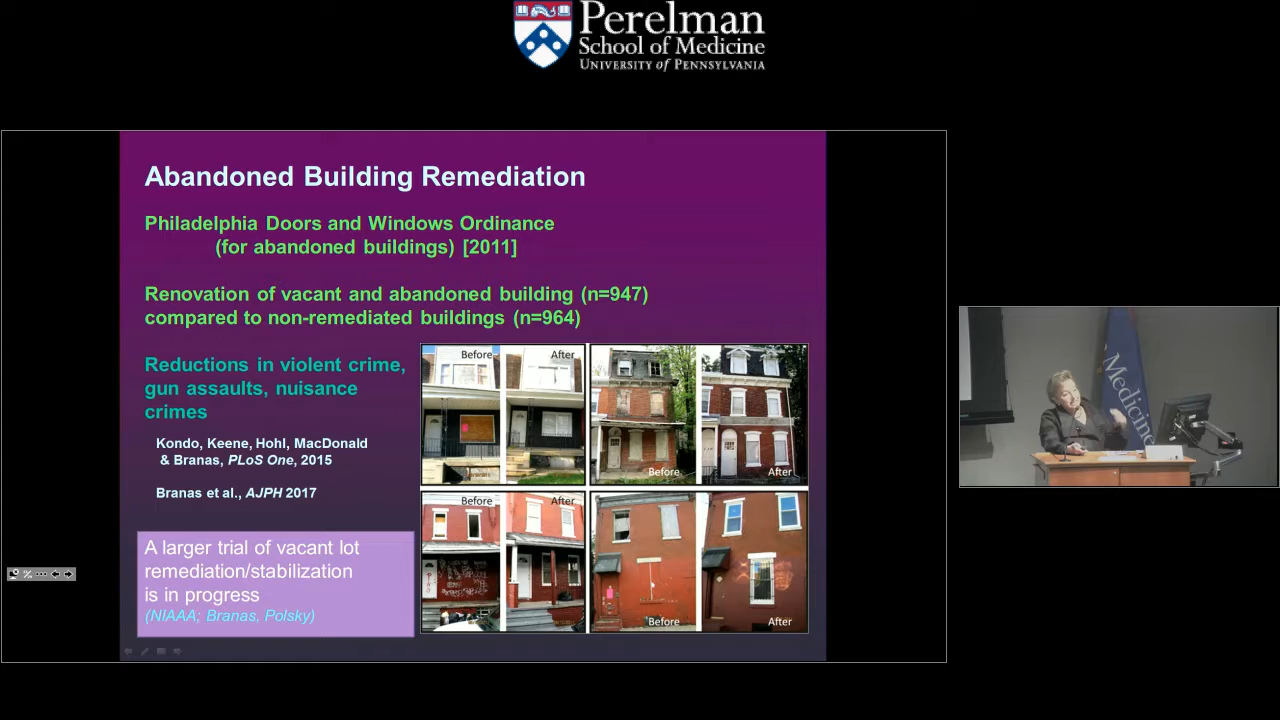 Perelman
School of Medicine
UNIVERSITY of PENNSYLVANIA
Abandoned Building Remediation
Philadelphia Doors and Windows Ordinance
(for abandoned buildings) [2011]
Renovation of vacant and abandoned building (n=947)
compared to non-remediated buildings (n=964)
Reductions in violent crime,
gun assaults, nuisance
crimes
Kondo, Keene, Hohl, MacDonald
& Branas, PLoS One, 2015
Branas et al., AJPH 2017
A larger trial of vacant lot
remediation/stabilization
is in progress
(NIAAA; Branas, Polsky)
Before
After
Before
After
Before
After
Before
After
Medicine